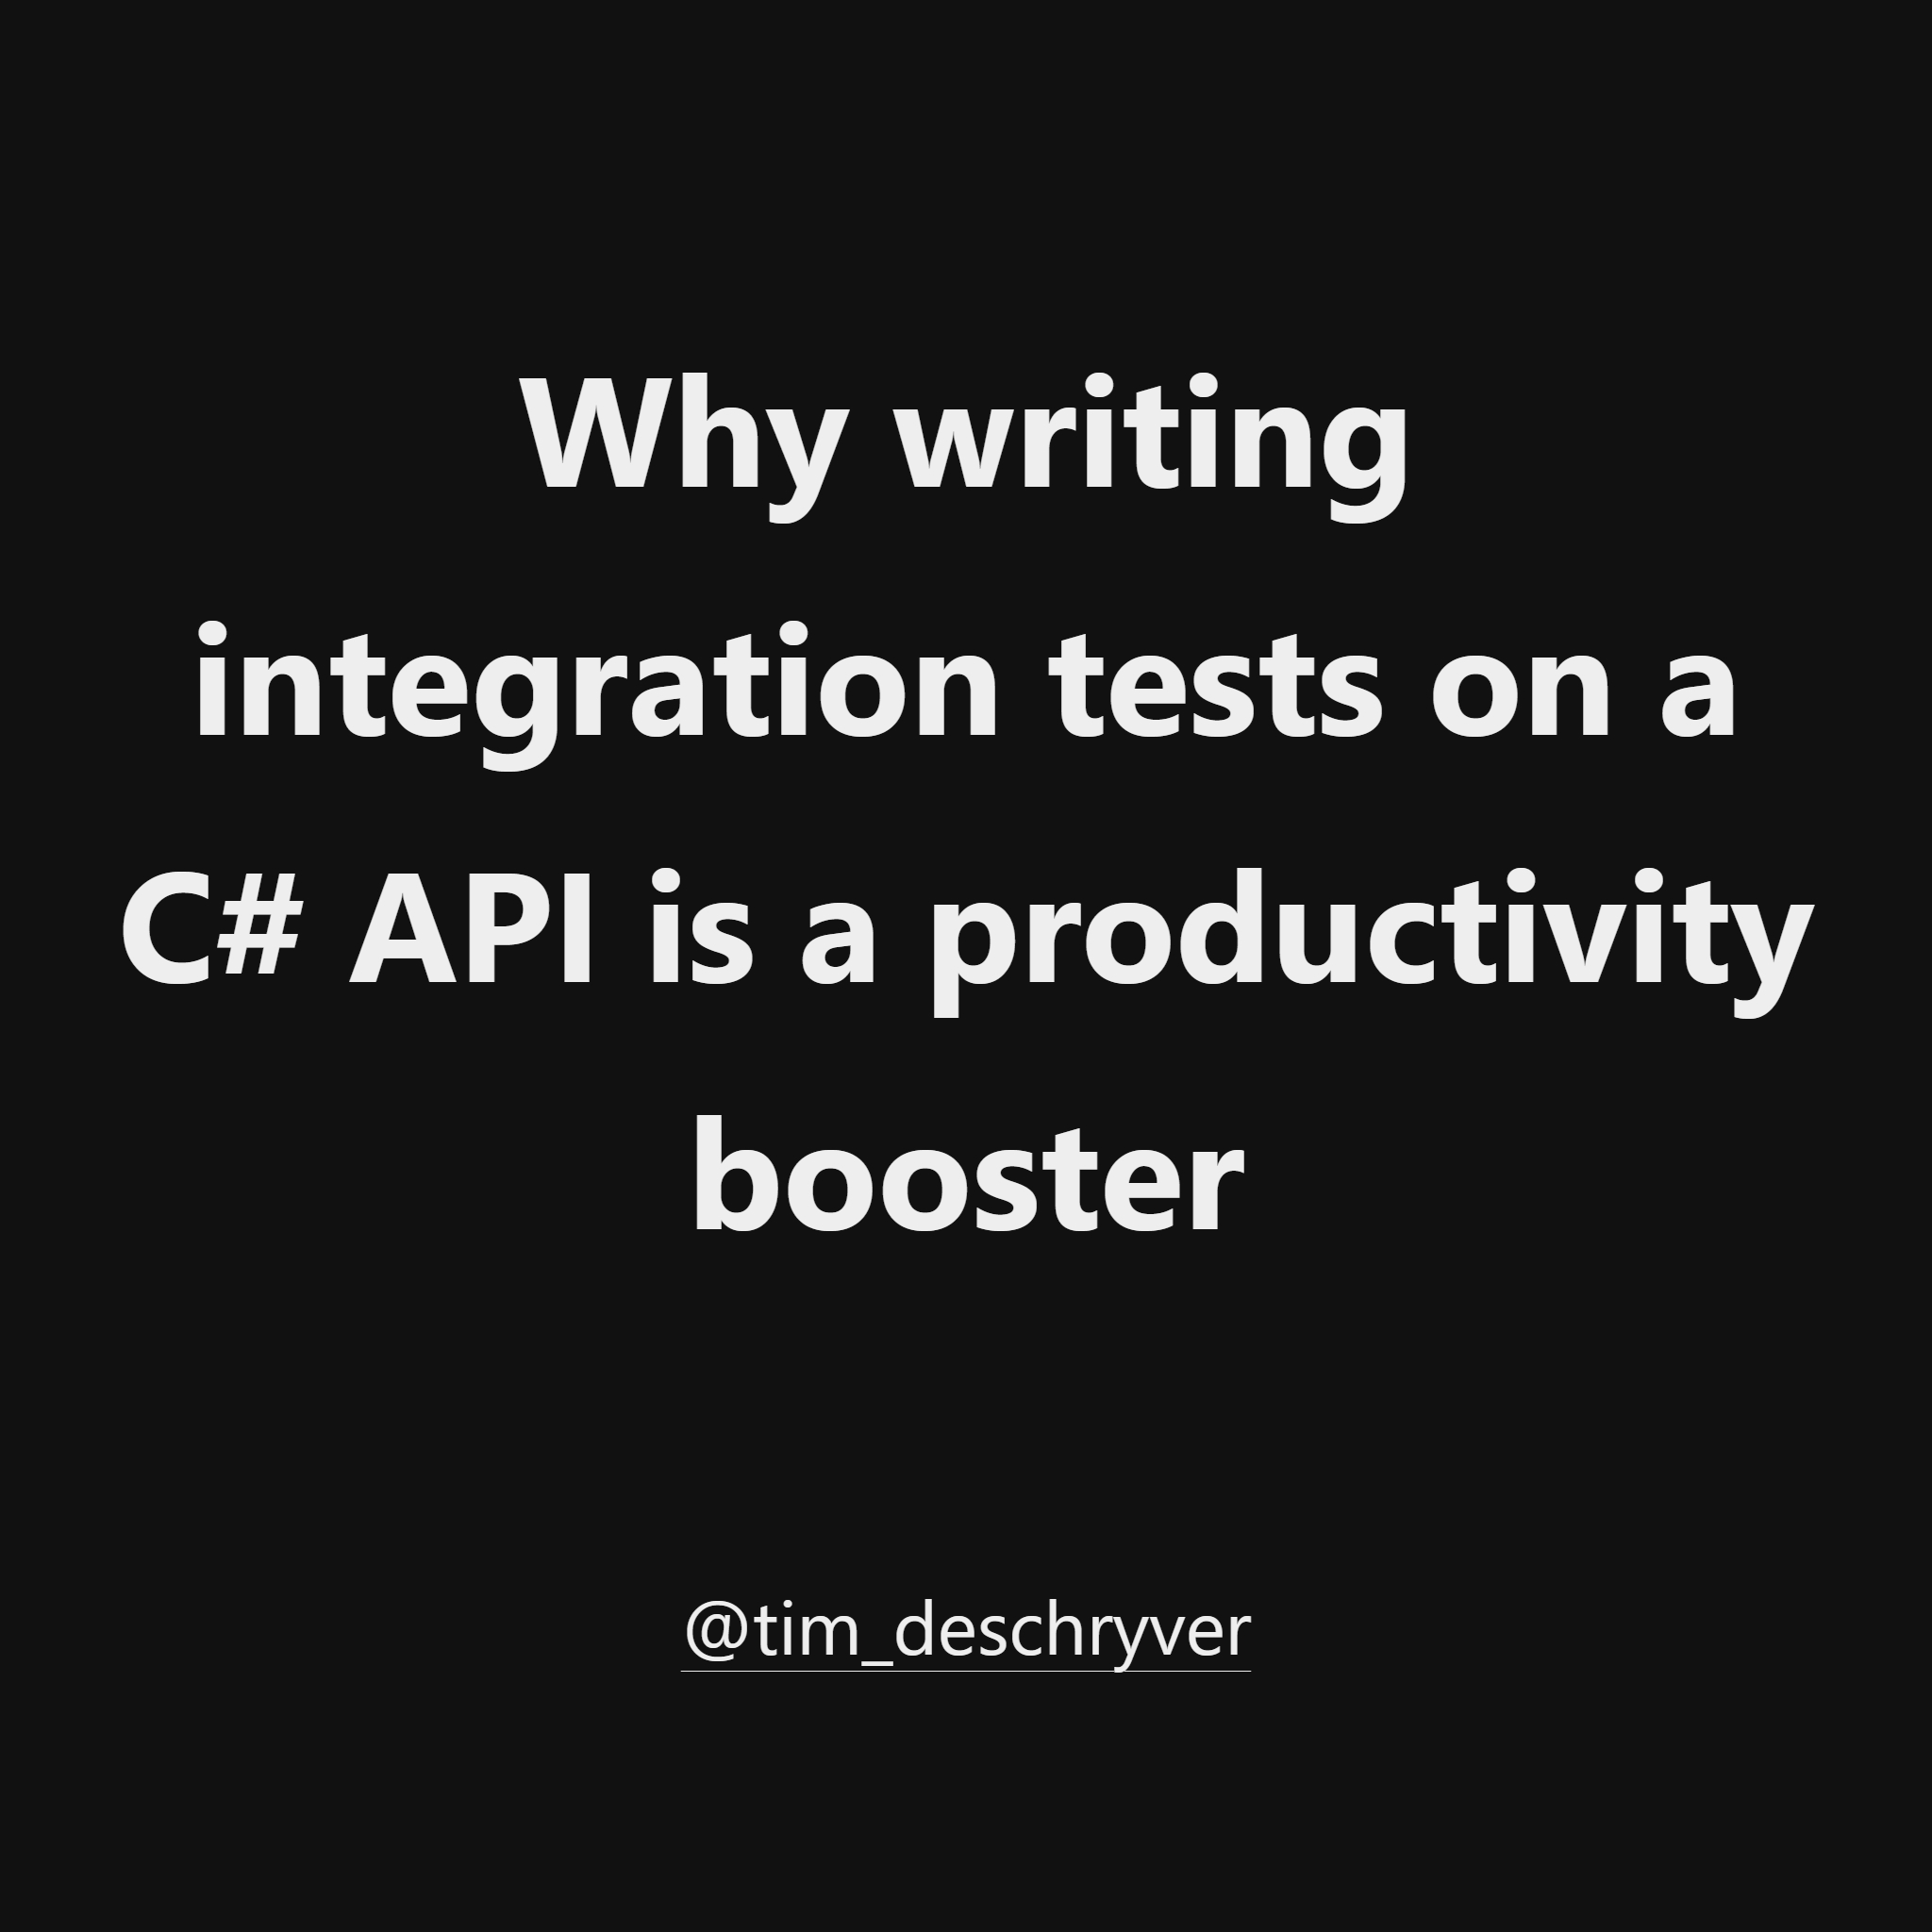 Why writing
integration tests on a
C# API is a productivity
booster
@tim_deschryver